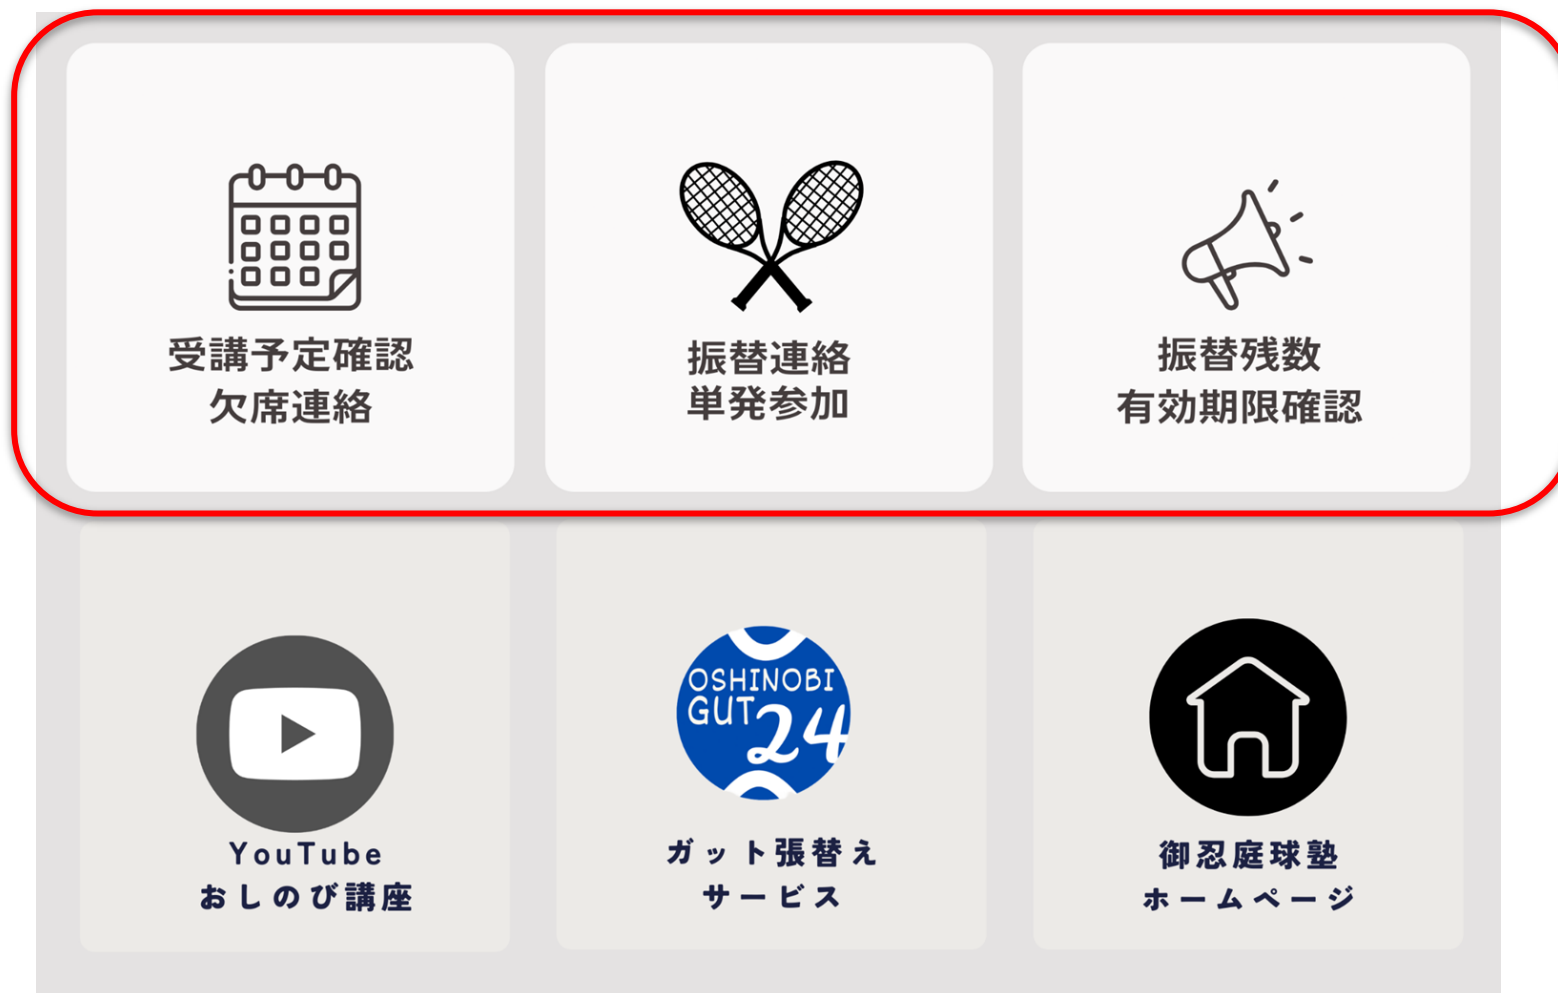 受講予定確認
欠席連絡
振替連絡
単発参加
振替残数
有効期限確認
YouTube
おしのび講座
OSHINOBI
GUT 24
ガット張替え
サービス
御忍庭球塾
ホームページ